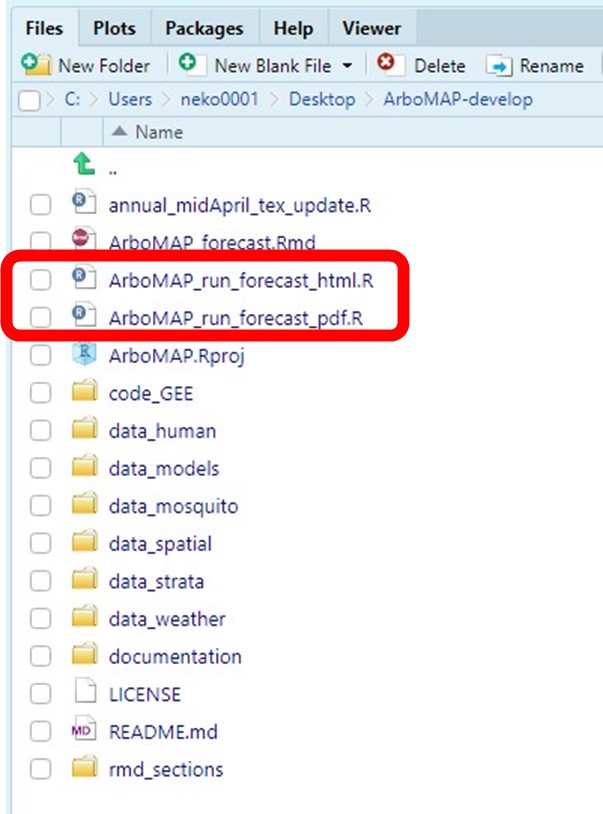 Files Plots Packages Help Viewer
New Folder New Blank File Delete Rename
C: Users neko0001 Desktop ArboMAP-develop
Name
..
annual_midApril_tex_update.R
ArboMAP_forecast.Rmd
ArboMAP_run_forecast_html.R
ArboMAP_run_forecast_pdf.R
ArboMAP.Rproj
code_GEE
data_human
data_models
data_mosquito
data_spatial
data_strata
data_weather
documentation
LICENSE
MD README.md
rmd_sections